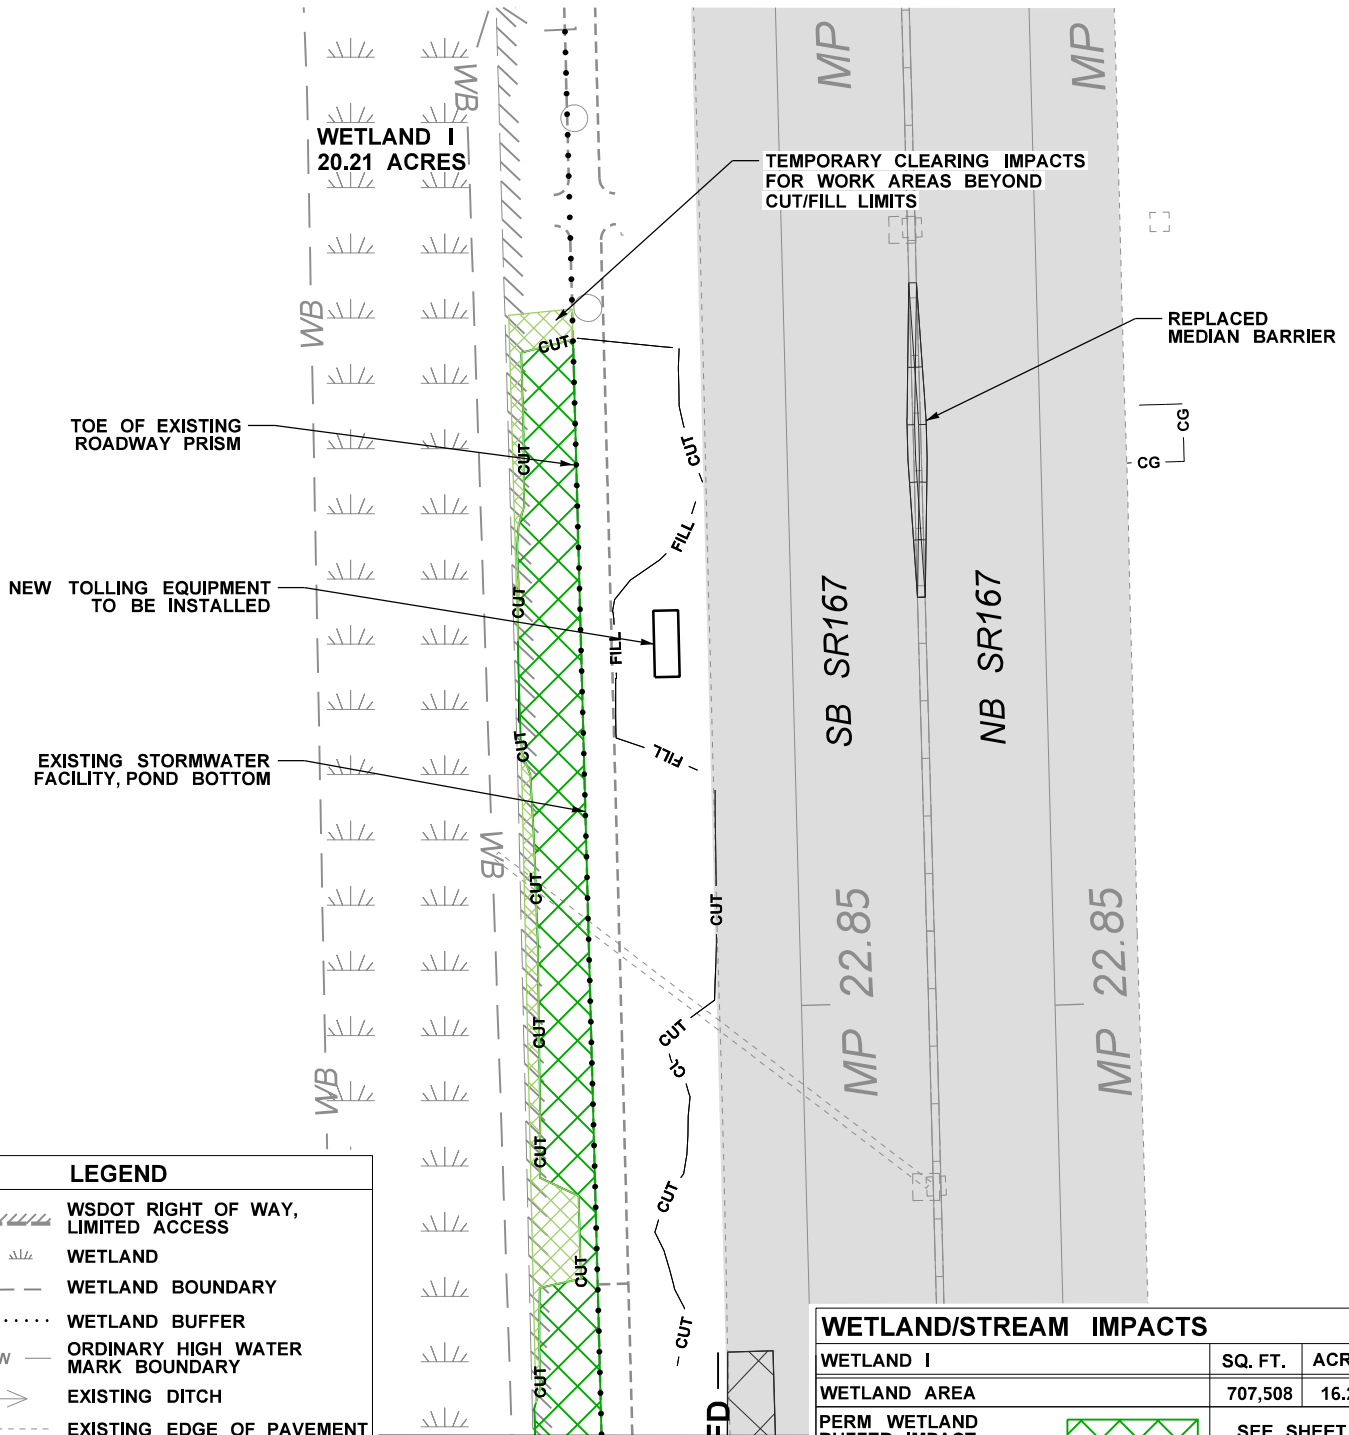 MP
MP
WB
WETLAND I
20.21 ACRES
TEMPORARY CLEARING IMPACTS
FOR WORK AREAS BEYOND
CUT/FILL LIMITS
WB
REPLACED
MEDIAN BARRIER
CUT
TOE OF EXISTING
ROADWAY PRISM
CUT
CUT
CG
CG
FILL
NEW TOLLING EQUIPMENT
TO BE INSTALLED
CUT
FILL
SB SR167
NB SR167
EXISTING STORMWATER
FACILITY, POND BOTTOM
CUT
FILL
WB
CUT
CUT
MP 22.85
MP 22.85
CUT
CUT
WB
CUT
CUT
CUT
CUT
CUT
CUT
LEGEND
WSDOT RIGHT OF WAY,
LIMITED ACCESS
WETLAND
WETLAND BOUNDARY
WETLAND BUFFER
ORDINARY HIGH WATER
MARK BOUNDARY
EXISTING DITCH
EXISTING EDGE OF PAVEMENT
WETLAND/STREAM IMPACTS
WETLAND I SQ. FT.
WETLAND AREA 707,508
PERM WETLAND
BUFFER IMPACT
SEE SHEET